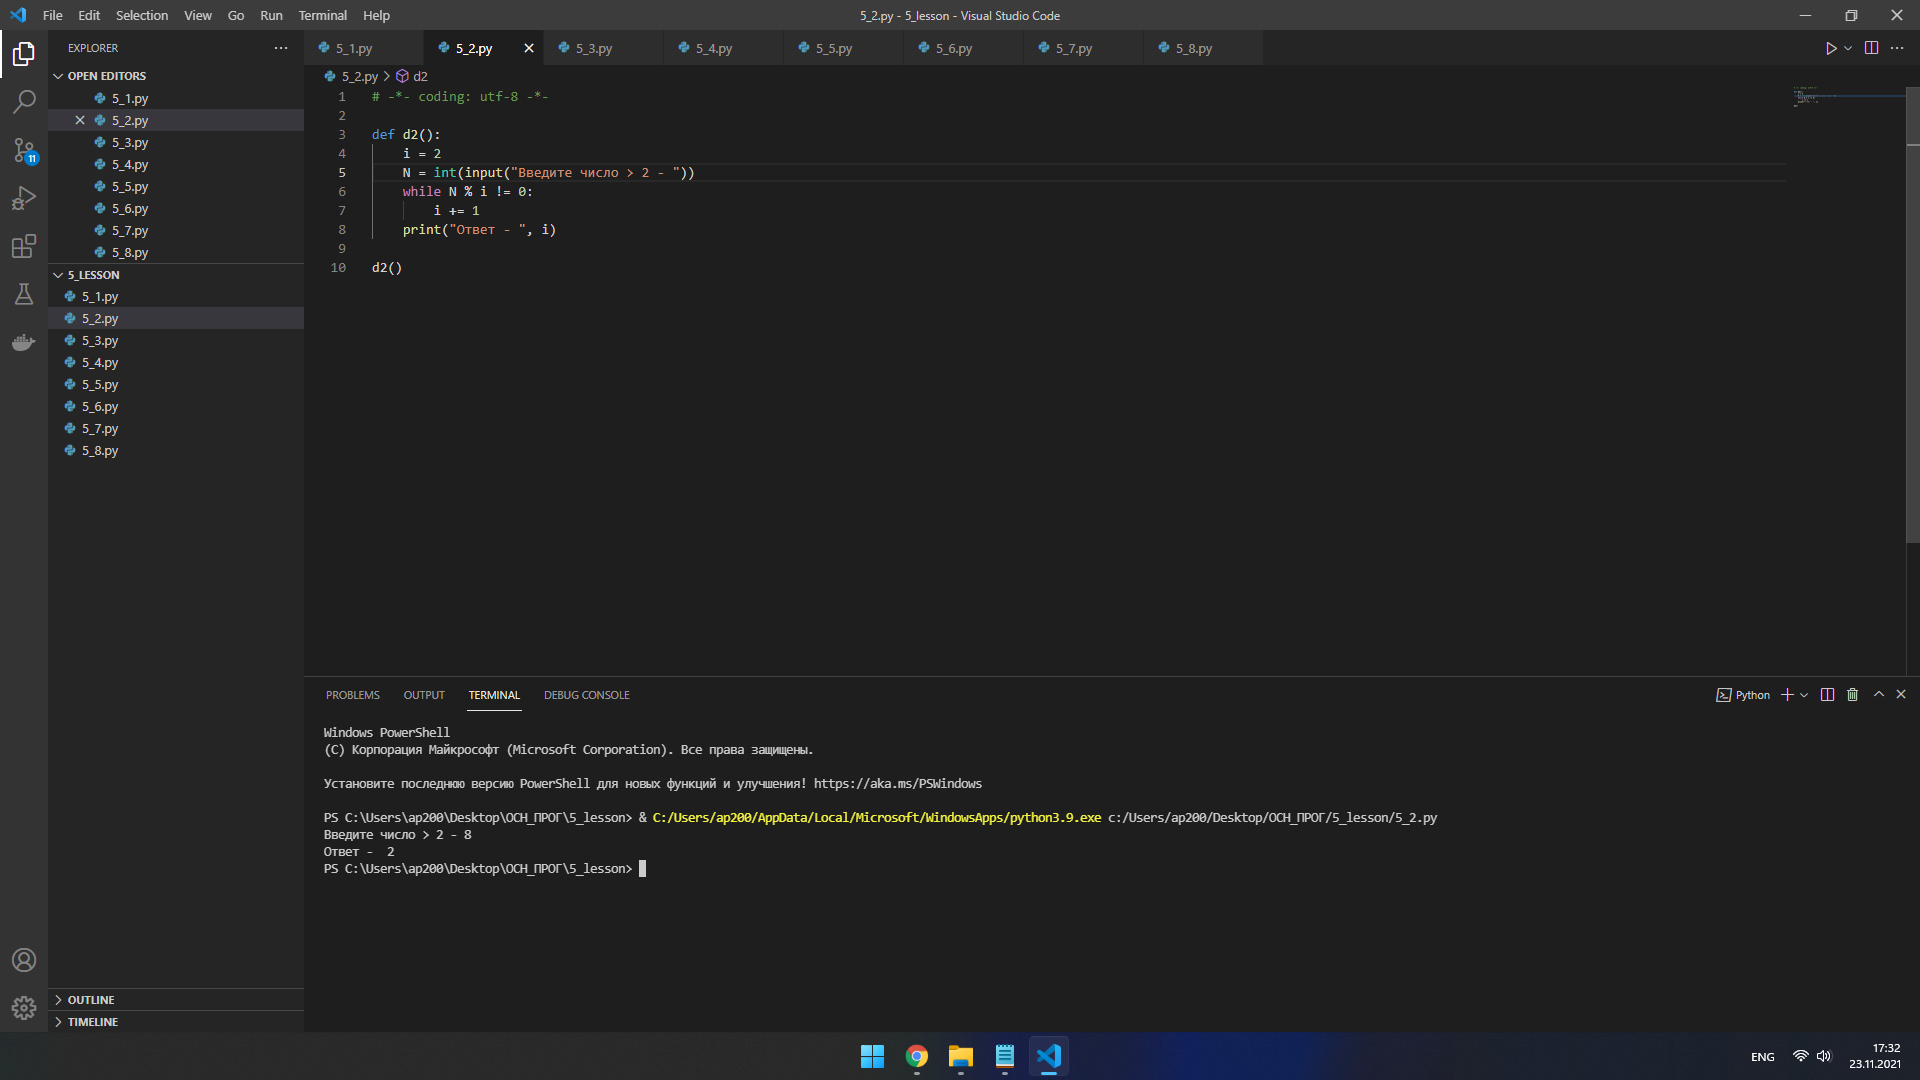 File Edit Selection View Go Run Terminal Help
5_2.py - 5_lesson - Visual Studio Code
EXPLORER
OPEN EDITORS
5_1.py
5_2.py
5_3.py
5_4.py
5_5.py
5_6.py
5_7.py
5_8.py
5_LESSON
5_1.py
5_2.py
5_3.py
5_4.py
5_5.py
5_6.py
5_7.py
5_8.py
OUTLINE
TIMELINE
11
5_1.py 5_2.py 5_3.py 5_4.py 5_5.py 5_6.py 5_7.py 5_8.py
5_2.py > d2
1 # -*- coding: utf-8 -*-
2
3 def d2():
4 i = 2
5 N = int(input("Введите число > 2 - "))
6 while N % i != 0:
7 i += 1
8 print("Ответ - ", i)
9
10 d2()
PROBLEMS OUTPUT TERMINAL DEBUG CONSOLE
Python
Windows PowerShell
(C) Корпорация Майкрософт (Microsoft Corporation). Все права защищены.
Установите последнюю версию PowerShell для новых функций и улучшения! https://aka.ms/PSWindows
PS C:\Users\ap200\Desktop\ОСН_ПРОГ\5_lesson> & C:/Users/ap200/AppData/Local/Microsoft/WindowsApps/python3.9.exe c:/Users/ap200/Desktop/ОСН_ПРОГ/5_lesson/5_2.py
Введите число > 2 - 8
Ответ -  2
PS C:\Users\ap200\Desktop\ОСН_ПРОГ\5_lesson>
ENG
17:32
23.11.2021